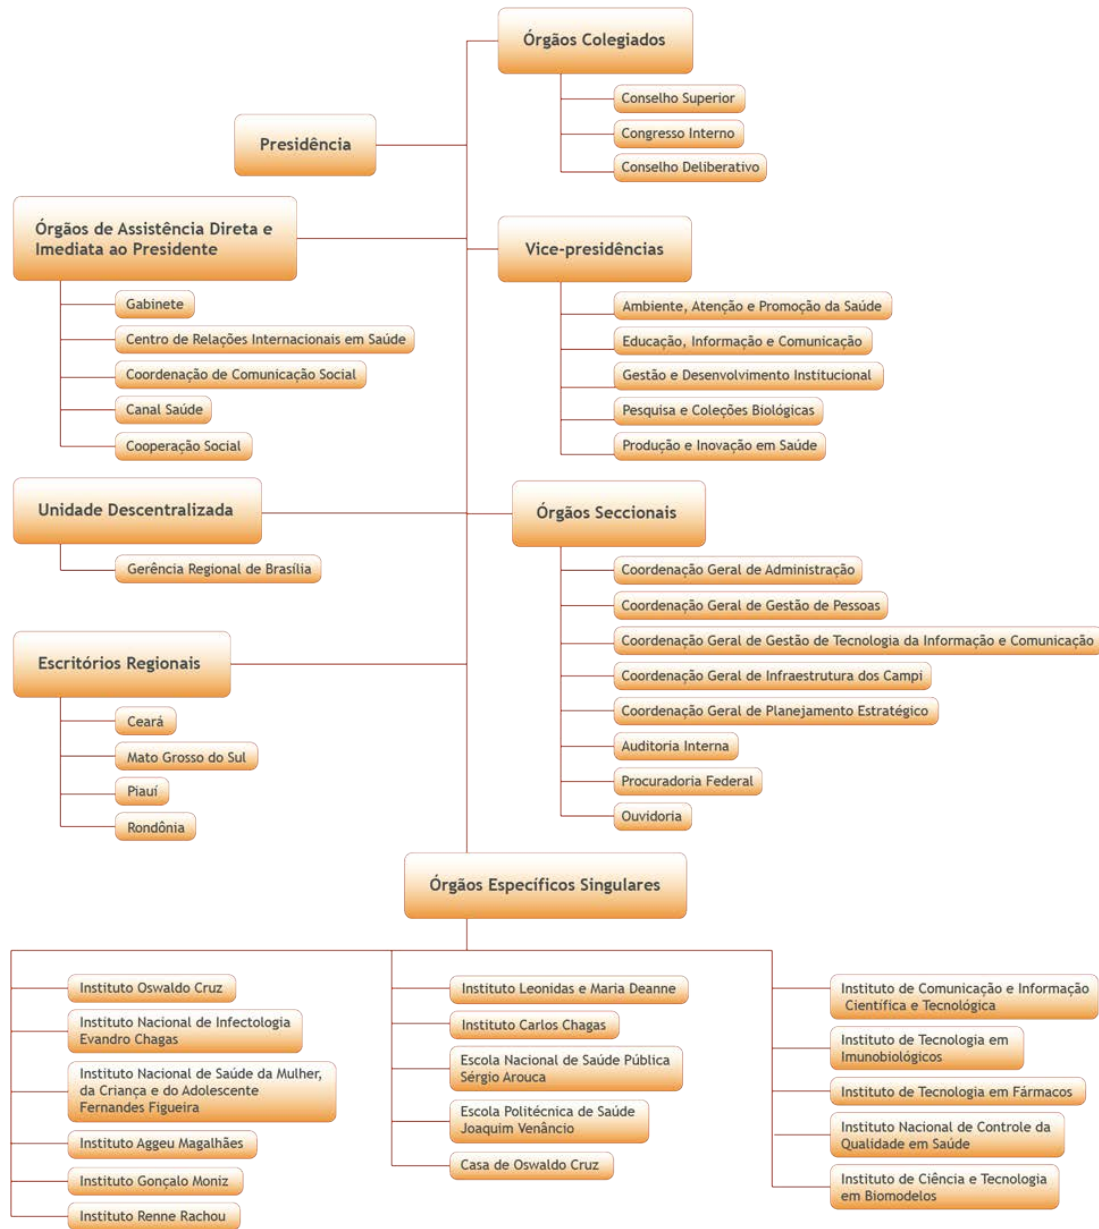 Órgãos Colegiados
Conselho Superior
Congresso Interno
Conselho Deliberativo
Presidência
Órgãos de Assistência Direta e
Imediata ao Presidente
Gabinete
Centro de Relações Internacionais em Saúde
Coordenação de Comunicação Social
Canal Saúde
Cooperação Social
Vice-presidências
Ambiente, Atenção e Promoção da Saúde
Educação, Informação e Comunicação
Gestão e Desenvolvimento Institucional
Pesquisa e Coleções Biológicas
Produção e Inovação em Saúde
Unidade Descentralizada
Gerência Regional de Brasília
Órgãos Seccionais
Coordenação Geral de Administração
Coordenação Geral de Gestão de Pessoas
Coordenação Geral de Gestão de Tecnologia da Informação e Comunicação
Coordenação Geral de Infraestrutura dos Campi
Coordenação Geral de Planejamento Estratégico
Auditoria Interna
Procuradoria Federal
Ouvidoria
Escritórios Regionais
Ceará
Mato Grosso do Sul
Piauí
Rondônia
Órgãos Específicos Singulares
Instituto Oswaldo Cruz
Instituto Nacional de Infectologia
Evandro Chagas
Instituto Nacional de Saúde da Mulher,
da Criança e do Adolescente
Fernandes Figueira
Instituto Aggeu Magalhães
Instituto Gonçalo Moniz
Instituto Renne Rachou
Instituto Leonidas e Maria Deanne
Instituto Carlos Chagas
Escola Nacional de Saúde Pública
Sérgio Arouca
Escola Politécnica de Saúde
Joaquim Venâncio
Casa de Oswaldo Cruz
Instituto de Comunicação e Informação
Científica e Tecnológica
Instituto de Tecnologia em
Imunobiológicos
Instituto de Tecnologia em Fármacos
Instituto Nacional de Controle da
Qualidade em Saúde
Instituto de Ciência e Tecnologia
em Biomodelos